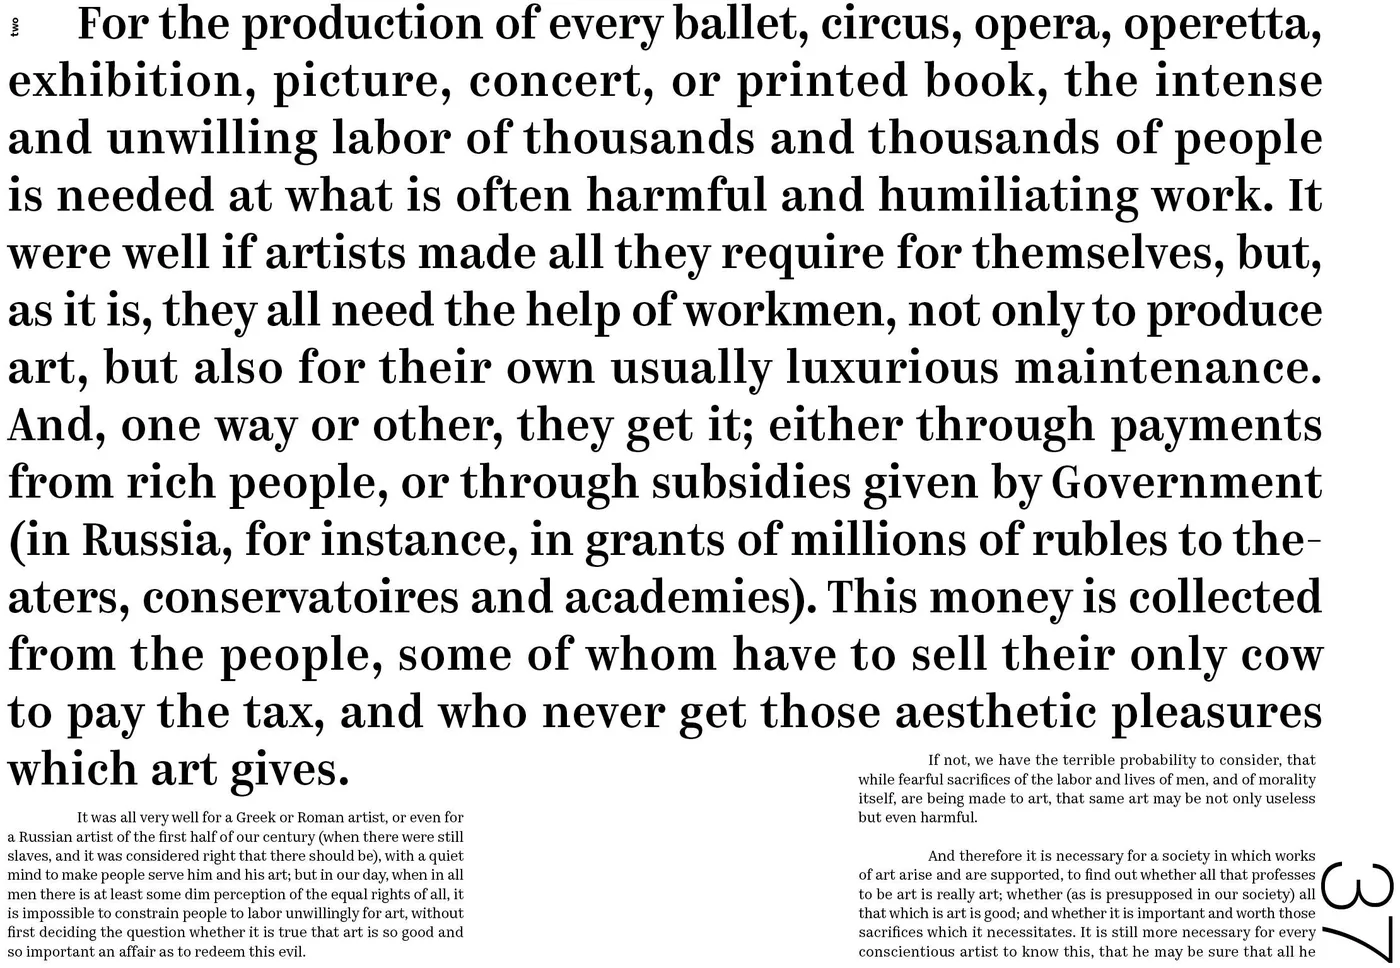 two
For the production of every ballet, circus, opera, operetta,
exhibition, picture, concert, or printed book, the intense
and unwilling labor of thousands and thousands of people
is needed at what is often harmful and humiliating work. It
were well if artists made all they require for themselves, but,
as it is, they all need the help of workmen, not only to produce
art, but also for their own usually luxurious maintenance.
And, one way or other, they get it; either through payments
from rich people, or through subsidies given by Government
(in Russia, for instance, in grants of millions of rubles to the-
aters, conservatoires and academies). This money is collected
from the people, some of whom have to sell their only cow
to pay the tax, and who never get those aesthetic pleasures
which art gives.
It was all very well for a Greek or Roman artist, or even for
a Russian artist of the first half of our century (when there were still
slaves, and it was considered right that there should be), with a quiet
mind to make people serve him and his art; but in our day, when in all
men there is at least some dim perception of the equal rights of all, it
is impossible to constrain people to labor unwillingly for art, without
first deciding the question whether it is true that art is so good and
so important an affair as to redeem this evil.
If not, we have the terrible probability to consider, that
while fearful sacrifices of the labor and lives of men, and of morality
itself, are being made to art, that same art may be not only useless
but even harmful.
And therefore it is necessary for a society in which works
of art arise and are supported, to find out whether all that professes
to be art is really art; whether (as is presupposed in our society) all
that which is art is good; and whether it is important and worth those
sacrifices which it necessitates. It is still more necessary for every
conscientious artist to know this, that he may be sure that all he
37